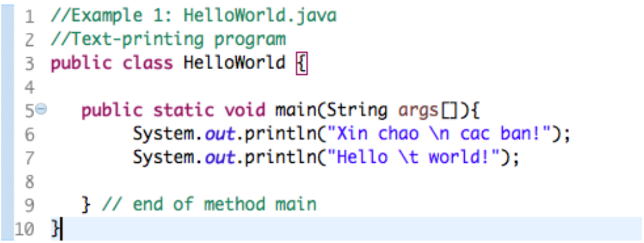 1 //Example 1: HelloWorld.java
2 //Text-printing program
3 public class HelloWorld {
4
5 public static void main(String args[]){
6 System.out.println("Xin chao \n cac ban!");
7 System.out.println("Hello \t world!");
8
9 } // end of method main
10 }